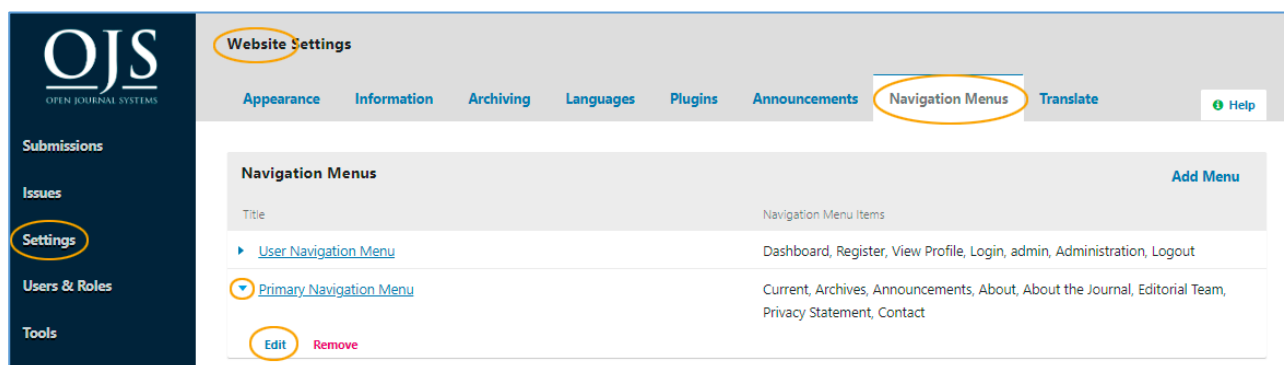 OJS
OPEN JOURNAL SYSTEMS
Submissions
Issues
Settings
Users & Roles
Tools
Website Settings
Appearance Information Archiving Languages Plugins Announcements Navigation Menus Translate
Help
Navigation Menus
Add Menu
Title Navigation Menu Items
User Navigation Menu Dashboard, Register, View Profile, Login, admin, Administration, Logout
Primary Navigation Menu Current, Archives, Announcements, About, About the Journal, Editorial Team,
Privacy Statement, Contact
Edit Remove